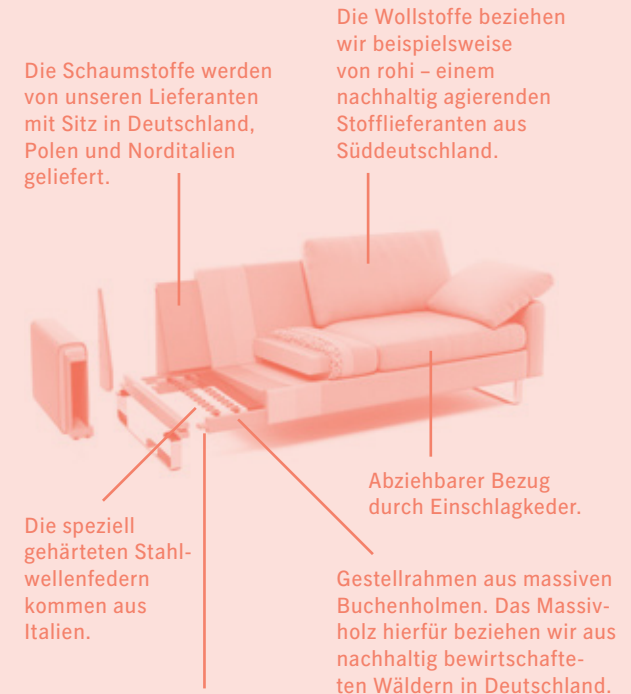 Die Schaumstoffe werden
von unseren Lieferanten
mit Sitz in Deutschland,
Polen und Norditalien
geliefert.
Die Wollstoffe beziehen
wir beispielsweise
von rohi – einem
nachhaltig agierenden
Stofflieferanten aus
Süddeutschland.
Die speziell
gehärteten Stahl-
wellenfedern
kommen aus
Italien.
Abziehbarer Bezug
durch Einschlagkeder.
Gestellrahmen aus massiven
Buchenholmen. Das Massiv-
holz hierfür beziehen wir aus
nachhaltig bewirtschafte-
ten Wäldern in Deutschland.